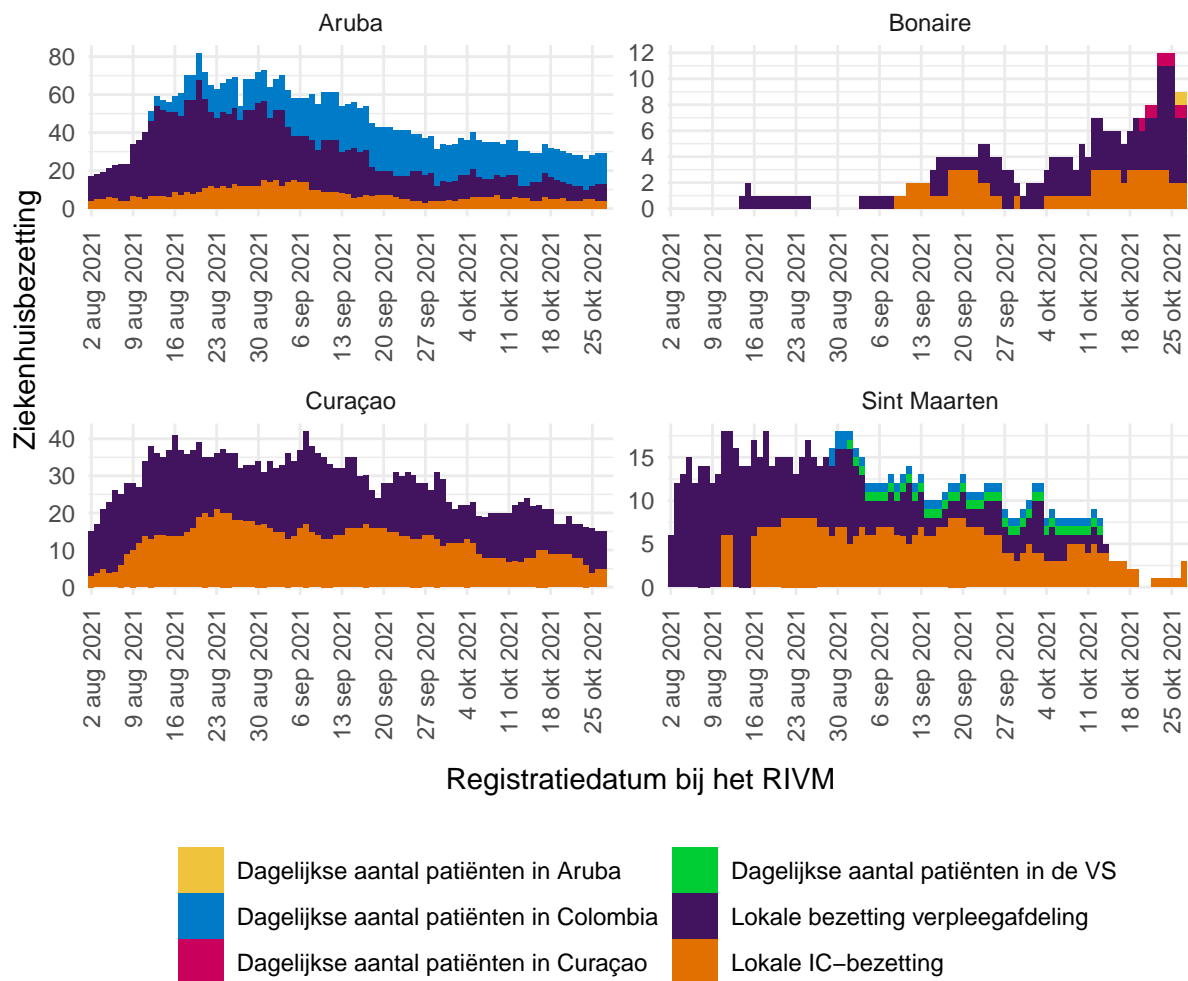 Aruba
Bonaire
80
60
40
20
0
12
10
8
6
4
2
0
2 aug 2021
9 aug 2021
16 aug 2021
23 aug 2021
30 aug 2021
6 sep 2021
13 sep 2021
20 sep 2021
27 sep 2021
4 okt 2021
11 okt 2021
18 okt 2021
25 okt 2021
2 aug 2021
9 aug 2021
16 aug 2021
23 aug 2021
30 aug 2021
6 sep 2021
13 sep 2021
20 sep 2021
27 sep 2021
4 okt 2021
11 okt 2021
18 okt 2021
25 okt 2021
Ziekenhuisbezetting
Curaçao
Sint Maarten
40
30
20
10
0
15
10
5
0
2 aug 2021
9 aug 2021
16 aug 2021
23 aug 2021
30 aug 2021
6 sep 2021
13 sep 2021
20 sep 2021
27 sep 2021
4 okt 2021
11 okt 2021
18 okt 2021
25 okt 2021
2 aug 2021
9 aug 2021
16 aug 2021
23 aug 2021
30 aug 2021
6 sep 2021
13 sep 2021
20 sep 2021
27 sep 2021
4 okt 2021
11 okt 2021
18 okt 2021
25 okt 2021
Registratiedatum bij het RIVM
Dagelijkse aantal patiënten in Aruba
Dagelijkse aantal patiënten in Colombia
Dagelijkse aantal patiënten in Curaçao
Dagelijkse aantal patiënten in de VS
Lokale bezetting verpleegafdeling
Lokale IC−bezetting